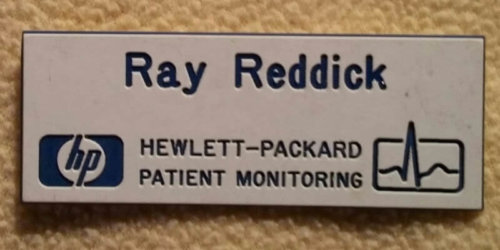 Ray Reddick
hp
HEWLETT-PACKARD
PATIENT MONITORING